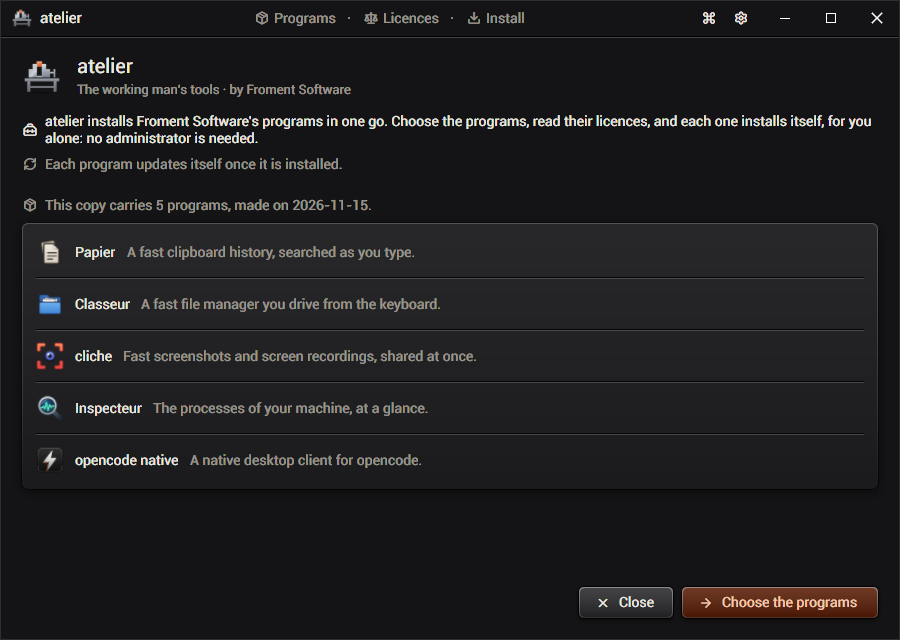 atelier
Programs · Licences · Install
atelier
The working man's tools · by Froment Software
atelier installs Froment Software's programs in one go. Choose the programs, read their licences, and each one installs itself, for you
alone: no administrator is needed.
Each program updates itself once it is installed.
This copy carries 5 programs, made on 2026-11-15.
Papier A fast clipboard history, searched as you type.
Classeur A fast file manager you drive from the keyboard.
cliche Fast screenshots and screen recordings, shared at once.
Inspecteur The processes of your machine, at a glance.
opencode native A native desktop client for opencode.
Close
Choose the programs